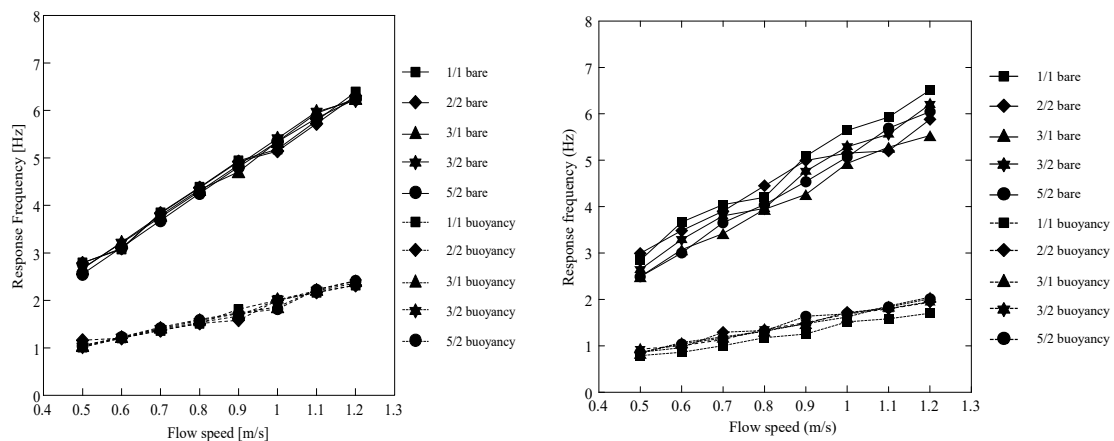 8
7
6
5
4
3
2
1
0
0.4 0.5 0.6 0.7 0.8 0.9 1 1.1 1.2 1.3
Response Frequency [Hz]
Flow speed [m/s]
1/1 bare
2/2 bare
3/1 bare
3/2 bare
5/2 bare
1/1 buoyancy
2/2 buoyancy
3/1 buoyancy
3/2 buoyancy
5/2 buoyancy
8
7
6
5
4
3
2
1
0
0.4 0.5 0.6 0.7 0.8 0.9 1 1.1 1.2 1.3
Response frequency (Hz)
Flow speed (m/s)
1/1 bare
2/2 bare
3/1 bare
3/2 bare
5/2 bare
1/1 buoyancy
2/2 buoyancy
3/1 buoyancy
3/2 buoyancy
5/2 buoyancy